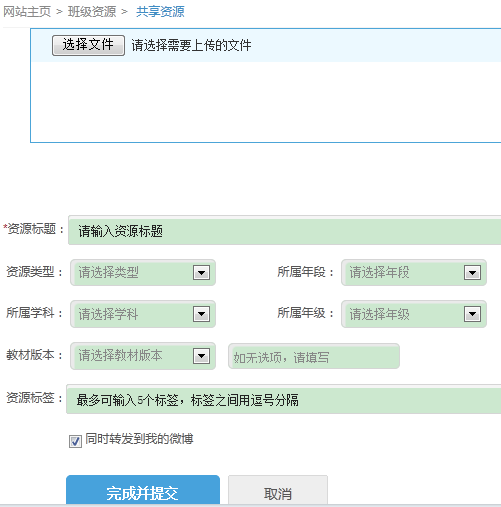 网站主页 > 班级资源 > 共享资源
选择文件 请选择需要上传的文件
*资源标题： 请输入资源标题
资源类型： 请选择类型 所属年段： 请选择年段
所属学科： 请选择学科 所属年级： 请选择年级
教材版本： 请选择教材版本 如无选项，请填写
资源标签： 最多可输入5个标签，标签之间用逗号分隔
同时转发到我的微博
完成并提交 取消